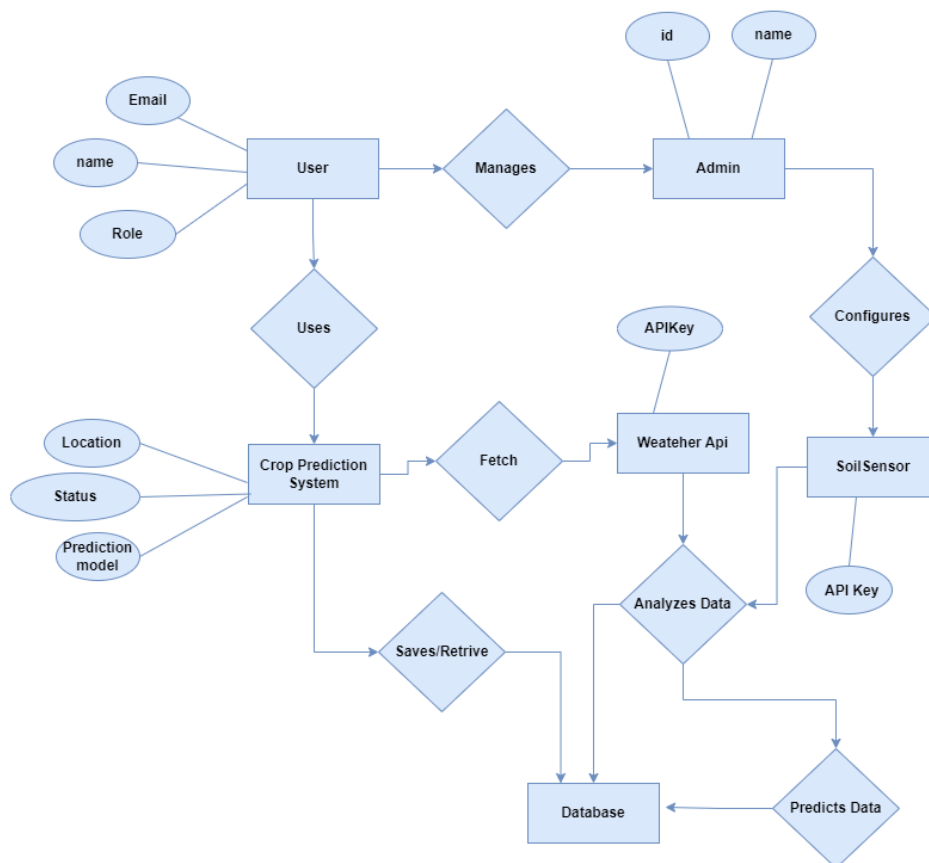 id
name
Email
name
Role
User
Manages
Admin
Uses
Configures
APIKey
Location
Status
Prediction
model
Crop Prediction
System
Fetch
Weateher Api
SoilSensor
API Key
Analyzes Data
Saves/Retrive
Database
Predicts Data